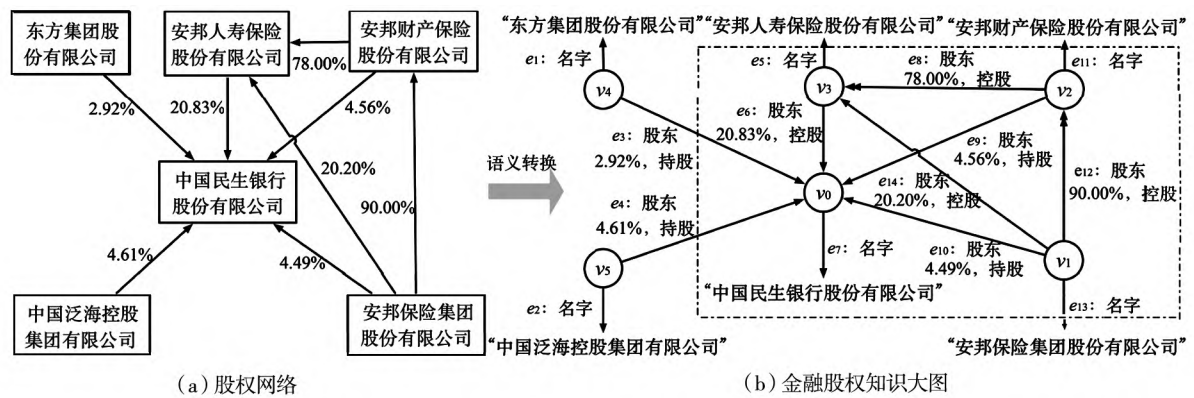 东方集团股
份有限公司
安邦人寿保险
股份有限公司
安邦财产保险
股份有限公司
78.00%
2.92%
20.83%
4.56%
中国民生银行
股份有限公司
20.20%
90.00%
4.61%
4.49%
中国泛海控股
集团有限公司
安邦保险集团
股份有限公司
(a)股权网络
语义转换
“东方集团股份有限公司”
“安邦人寿保险股份有限公司”
“安邦财产保险股份有限公司”
e1：名字
e5：名字
e8：股东
78.00%，控股
e11：名字
v4
v3
v2
e6：股东
20.83%，控股
e3：股东
2.92%，持股
e9：股东
4.56%，持股
e12：股东
90.00%，控股
e14：股东
20.20%，控股
v0
e4：股东
4.61%，持股
e10：股东
4.49%，持股
e7：名字
v5
v1
“中国民生银行股份有限公司”
e2：名字
e13：名字
“中国泛海控股集团有限公司”
“安邦保险集团股份有限公司”
(b)金融股权知识大图